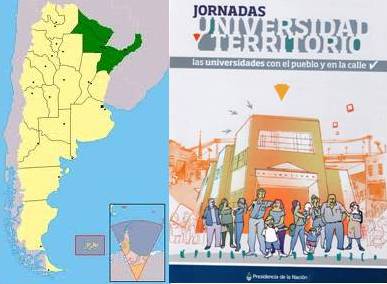 JORNADAS
UNIVERSIDAD
Y TERRITORIO
las universidades con el pueblo y en la calle ✓
Presidencia de la Nación